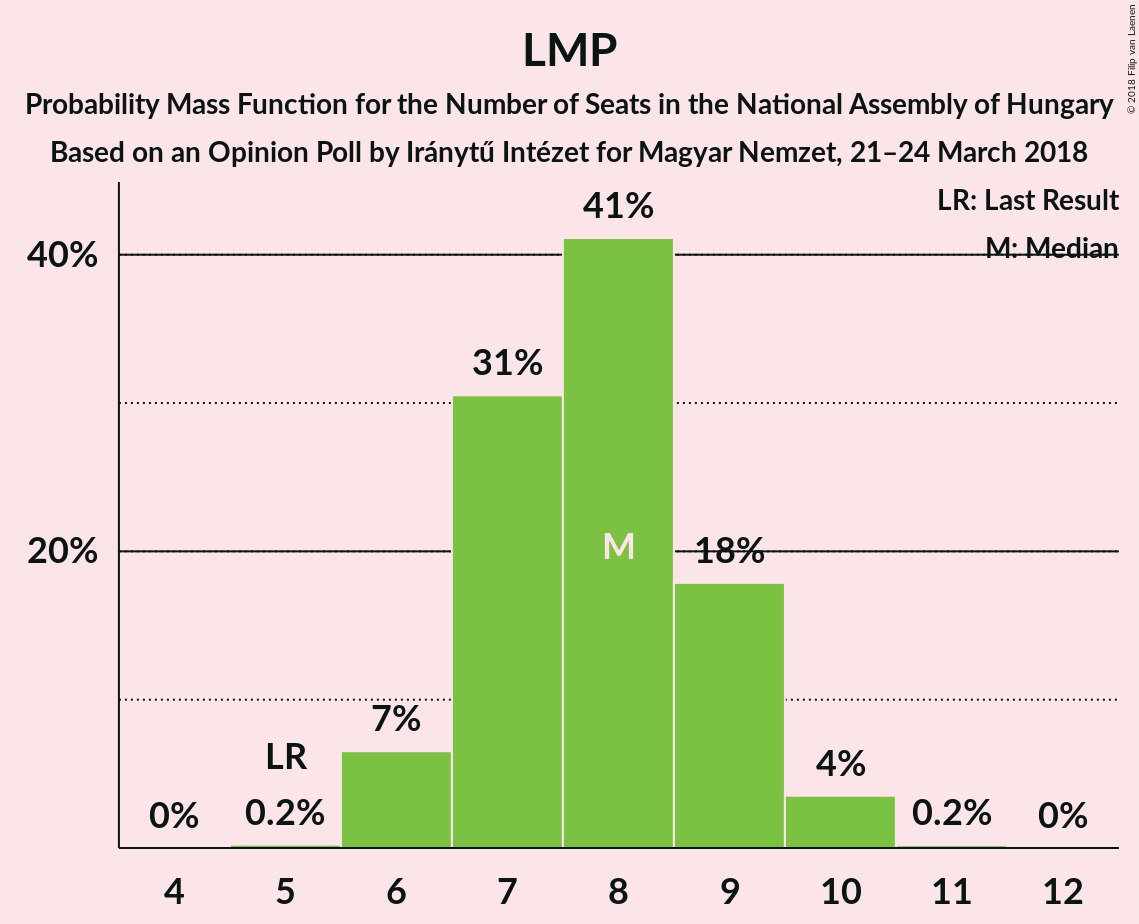 LMP
Probability Mass Function for the Number of Seats in the National Assembly of Hungary
Based on an Opinion Poll by Iránytű Intézet for Magyar Nemzet, 21–24 March 2018
© 2018 Filip van Laenen
LR: Last Result
M: Median
40%
20%
0%
LR
0.2%
7%
31%
41%
M
18%
4%
0.2%
0%
4 5 6 7 8 9 10 11 12